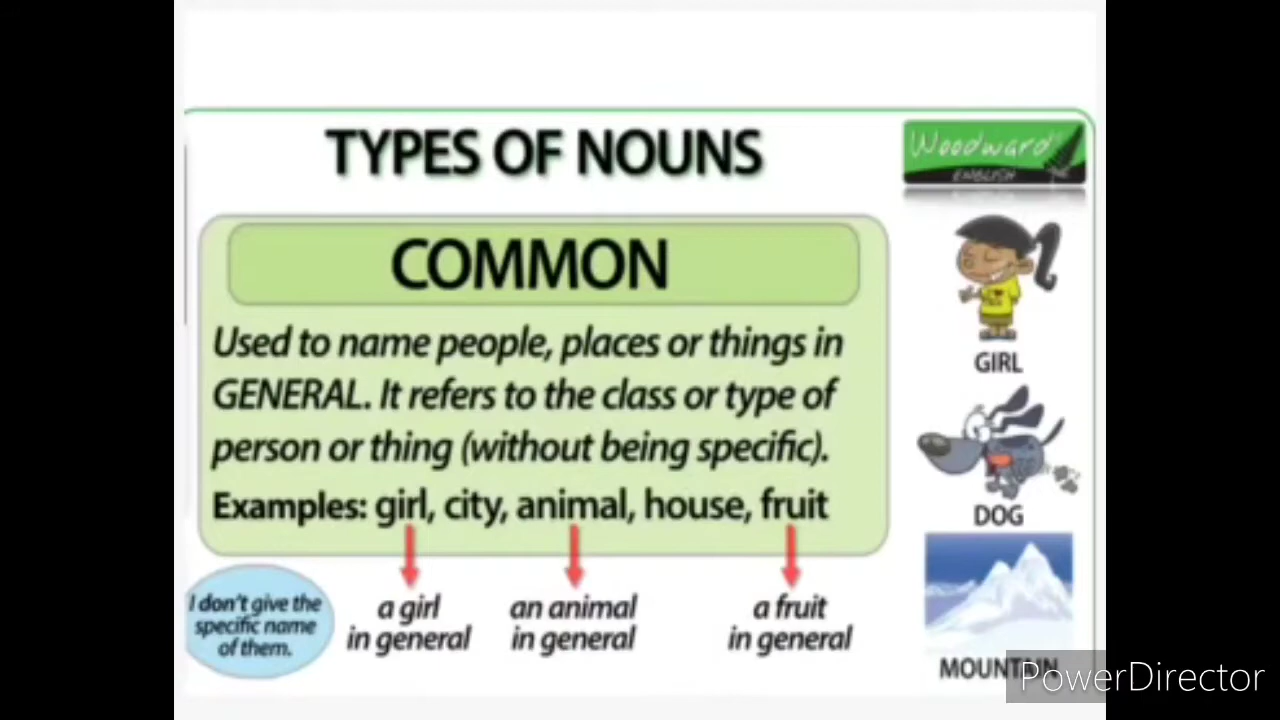 TYPES OF NOUNS
Woodward
ENGLISH
COMMON
Used to name people, places or things in
GENERAL. It refers to the class or type of
person or thing (without being specific).
Examples: girl, city, animal, house, fruit
I don't give the
specific name
of them.
a girl
in general
an animal
in general
a fruit
in general
GIRL
DOG
MOUNTAIN
PowerDirector